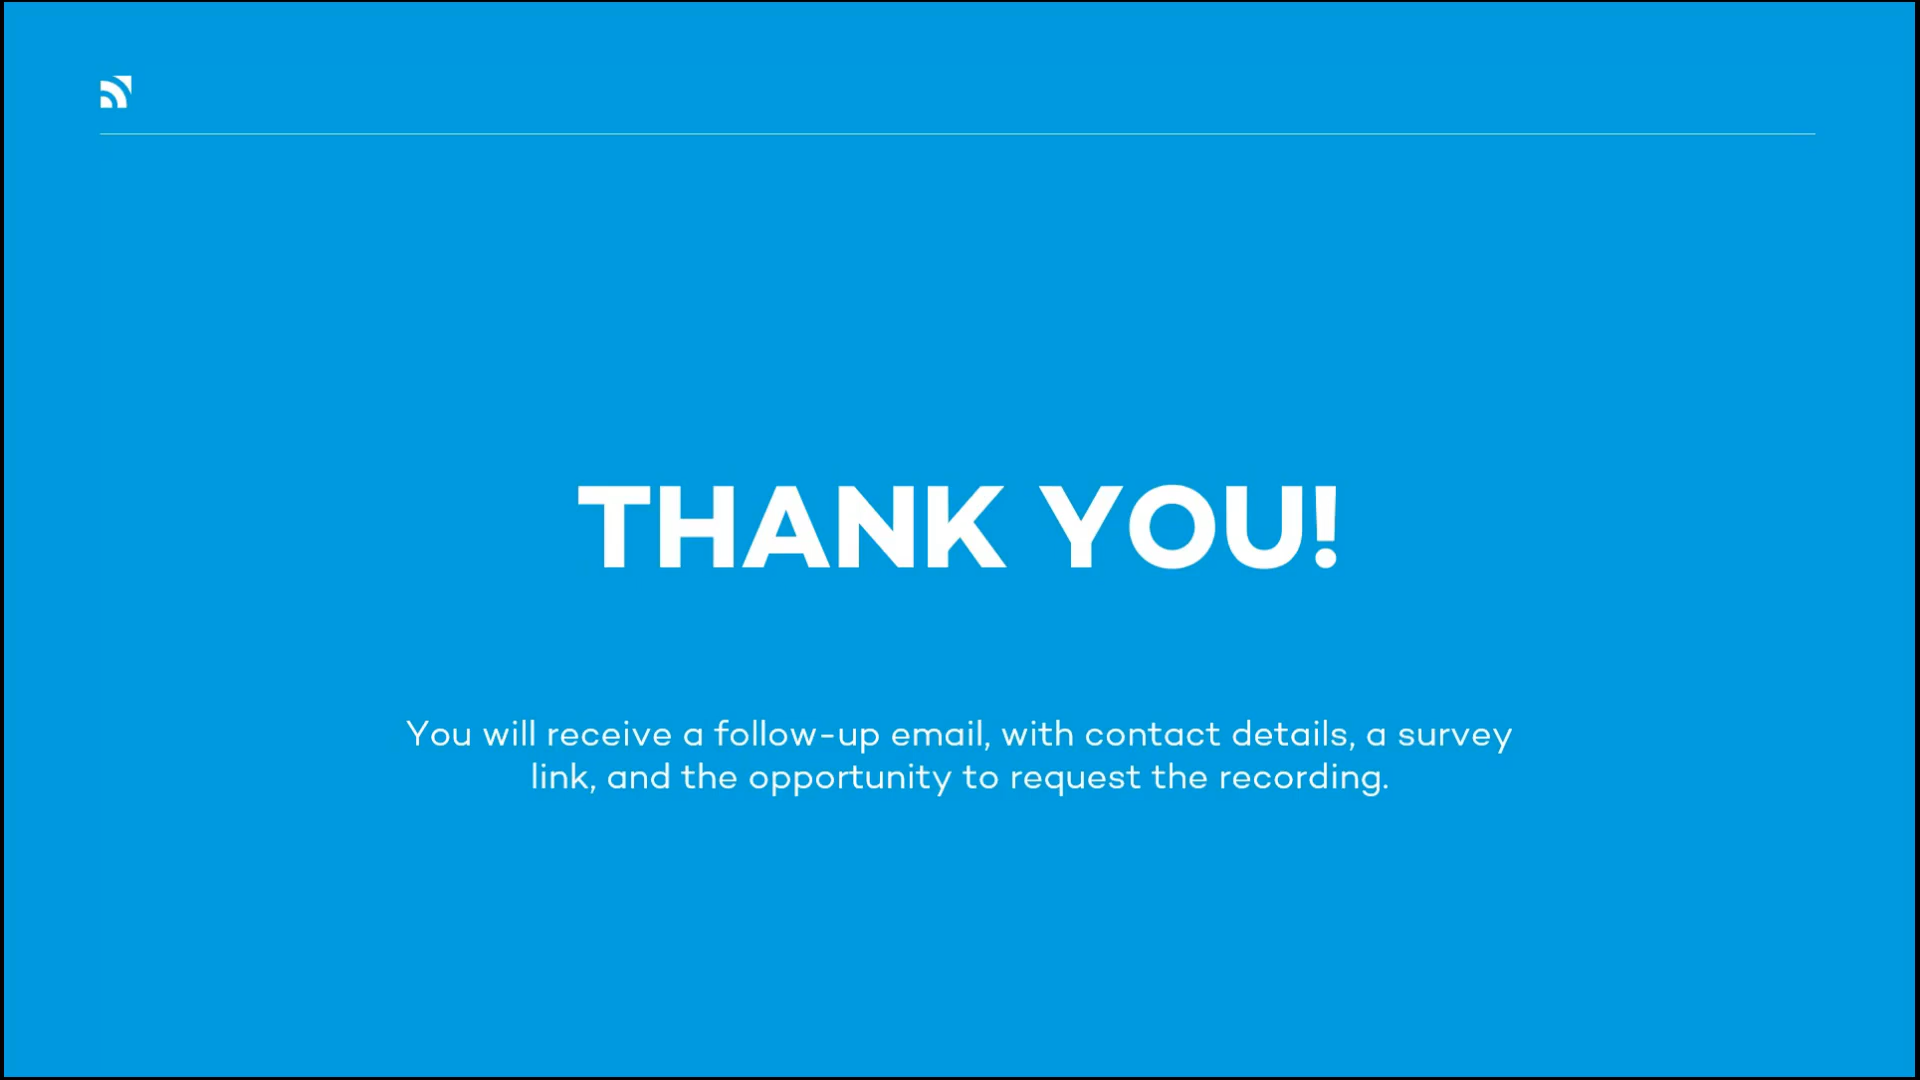 THANK YOU!
You will receive a follow-up email, with contact details, a survey
link, and the opportunity to request the recording.